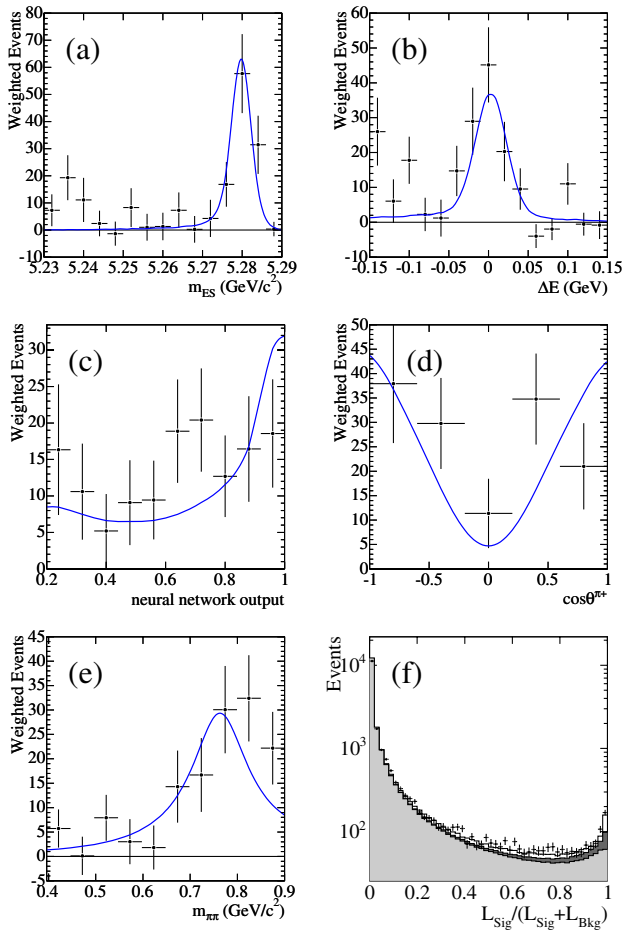 (a)
Weighted Events
80
70
60
50
40
30
20
10
0
-10
5.23 5.24 5.25 5.26 5.27 5.28 5.29
m_ES (GeV/c²)
(b)
Weighted Events
60
50
40
30
20
10
0
-10
-0.15 -0.1 -0.05 0 0.05 0.1 0.15
ΔE (GeV)
(c)
Weighted Events
30
25
20
15
10
5
0
0.2 0.4 0.6 0.8 1
neural network output
(d)
Weighted Events
50
45
40
35
30
25
20
15
10
5
0
-1 -0.5 0 0.5 1
cosθ^π+
(e)
Weighted Events
45
40
35
30
25
20
15
10
5
0
-5
0.4 0.5 0.6 0.7 0.8 0.9
m_ππ (GeV/c²)
(f)
Events
10⁴
10³
10²
0 0.2 0.4 0.6 0.8 1
L_Sig/(L_Sig+L_Bkg)